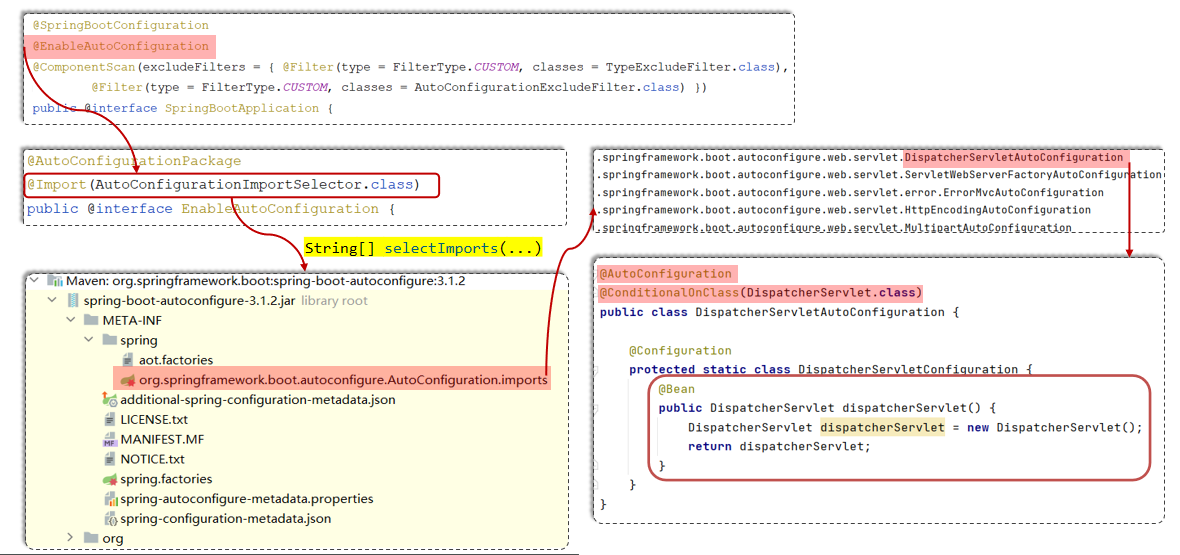 @SpringBootConfiguration
@EnableAutoConfiguration
@ComponentScan(excludeFilters = { @Filter(type = FilterType.CUSTOM, classes = TypeExcludeFilter.class),
@Filter(type = FilterType.CUSTOM, classes = AutoConfigurationExcludeFilter.class) })
public @interface SpringBootApplication {
@AutoConfigurationPackage
@Import(AutoConfigurationImportSelector.class)
public @interface EnableAutoConfiguration {
String[] selectImports(...)
Maven: org.springframework.boot:spring-boot-autoconfigure:3.1.2
spring-boot-autoconfigure-3.1.2.jar library root
META-INF
spring
aot.factories
org.springframework.boot.autoconfigure.AutoConfiguration.imports
additional-spring-configuration-metadata.json
LICENSE.txt
MANIFEST.MF
NOTICE.txt
spring.factories
spring-autoconfigure-metadata.properties
spring-configuration-metadata.json
org
.springframework.boot.autoconfigure.web.servlet.DispatcherServletAutoConfiguration
.springframework.boot.autoconfigure.web.servlet.ServletWebServerFactoryAutoConfiguration
.springframework.boot.autoconfigure.web.servlet.error.ErrorMvcAutoConfiguration
.springframework.boot.autoconfigure.web.servlet.HttpEncodingAutoConfiguration
.springframework.boot.autoconfigure.web.servlet.MultipartAutoConfiguration
@AutoConfiguration
@ConditionalOnClass(DispatcherServlet.class)
public class DispatcherServletAutoConfiguration {
@Configuration
protected static class DispatcherServletConfiguration {
@Bean
public DispatcherServlet dispatcherServlet() {
DispatcherServlet dispatcherServlet = new DispatcherServlet();
return dispatcherServlet;
}
}
}